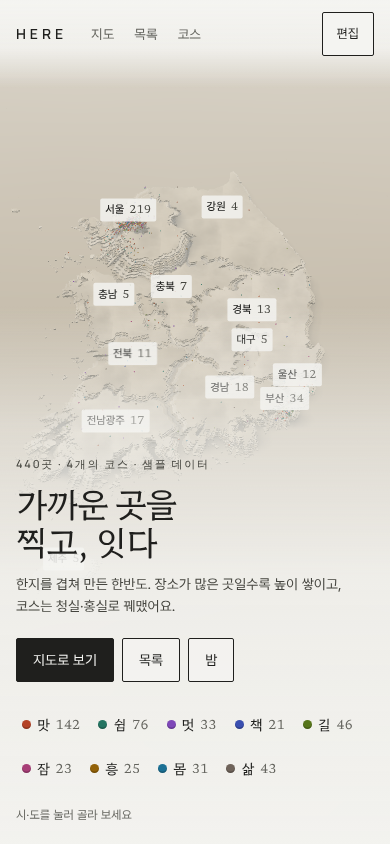 HERE 지도 목록 코스 편집
서울 219 강원 4
충남 5 충북 7
경북 13
대구 5
전북 11
울산 12
경남 18
부산 34
전남광주 17
440곳 · 4개의 코스 · 샘플 데이터
가까운 곳을
찍고, 잇다
한지를 겹쳐 만든 한반도. 장소가 많은 곳일수록 높이 쌓이고,
코스는 청실·홍실로 꿰맸어요.
지도로 보기 목록 밤
맛 142 쉼 76 멋 33 책 21 길 46
잠 23 흥 25 몸 31 삶 43
시·도를 눌러 골라 보세요